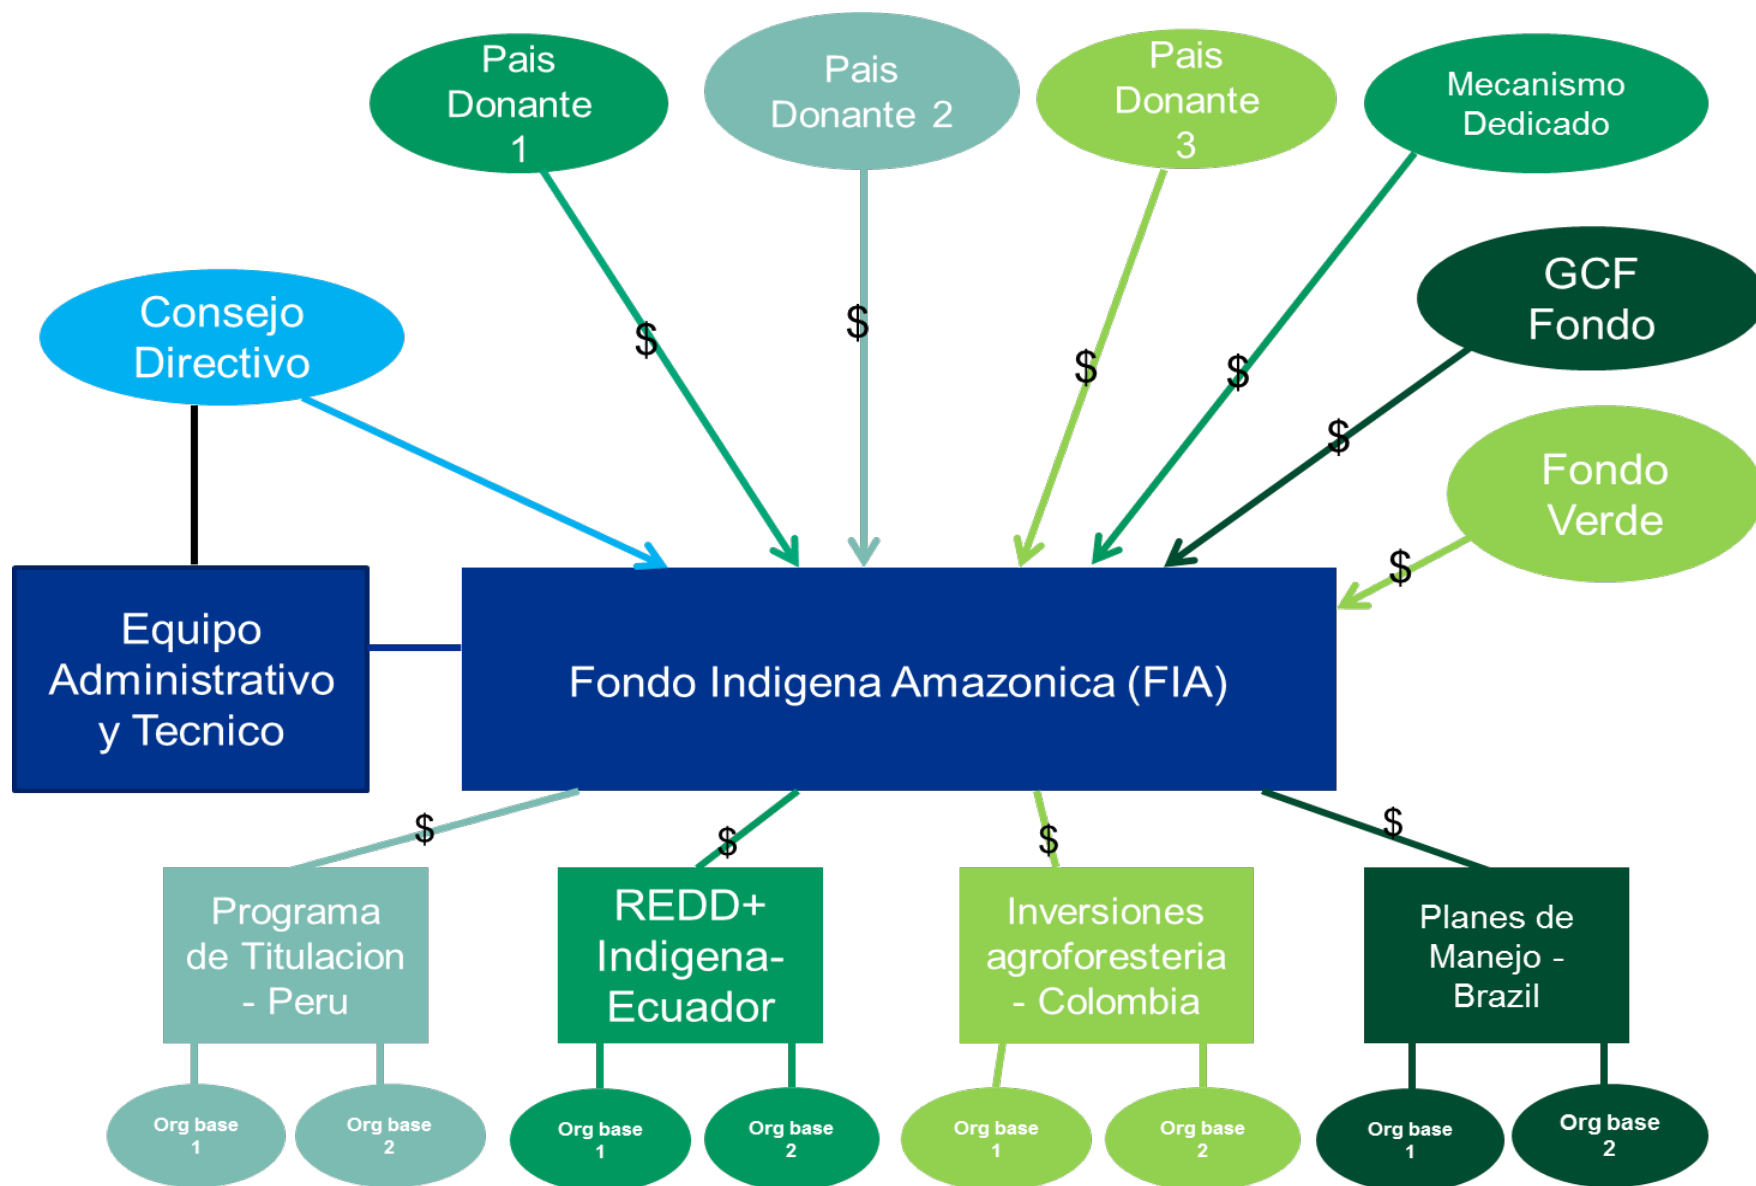 Pais
Donante
1
Pais
Donante 2
Pais
Donante
3
Mecanismo
Dedicado
GCF
Fondo
Consejo
Directivo
Fondo
Verde
$
$
$
$
$
$
Equipo
Administrativo
y Tecnico
Fondo Indigena Amazonica (FIA)
$
$
$
$
Programa
de Titulacion
- Peru
REDD+
Indigena-
Ecuador
Inversiones
agroforesteria
- Colombia
Planes de
Manejo -
Brazil
Org base
1
Org base
2
Org base
1
Org base
2
Org base
1
Org base
2
Org base
1
Org base
2